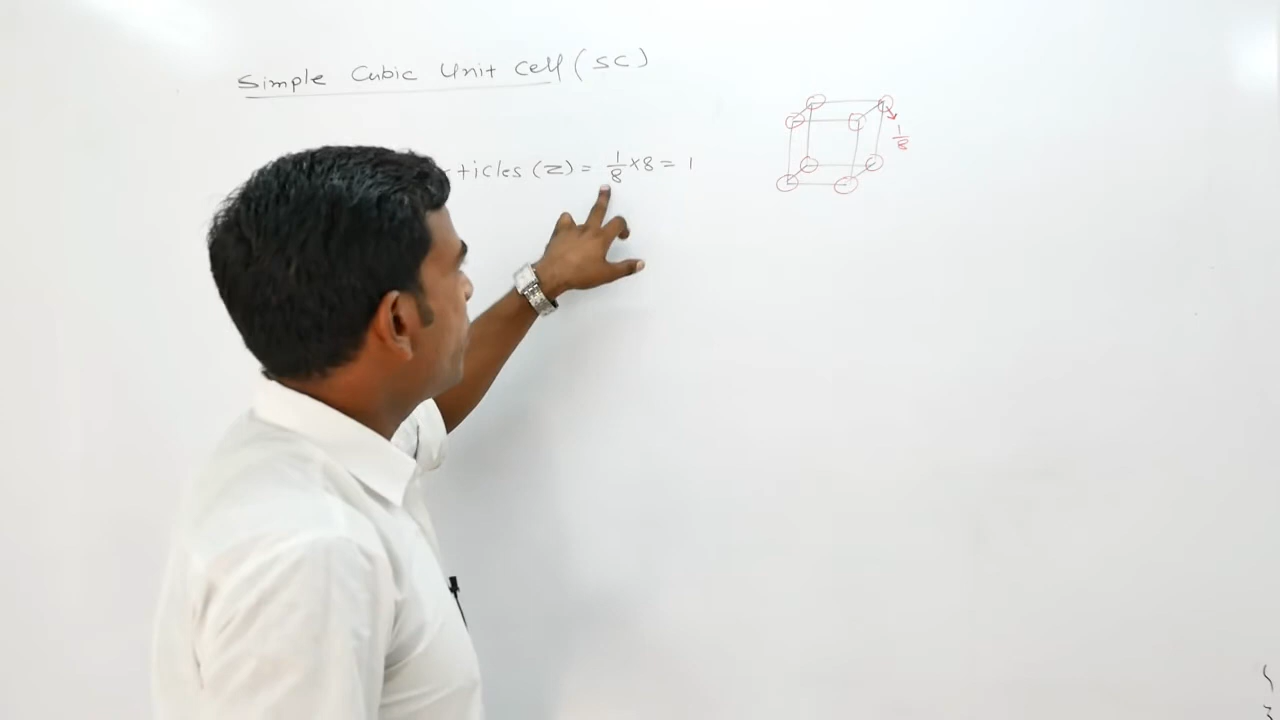 Simple Cubic Unit Cell (SC)
ticles (Z) = 1/8 × 8 = 1
1/8